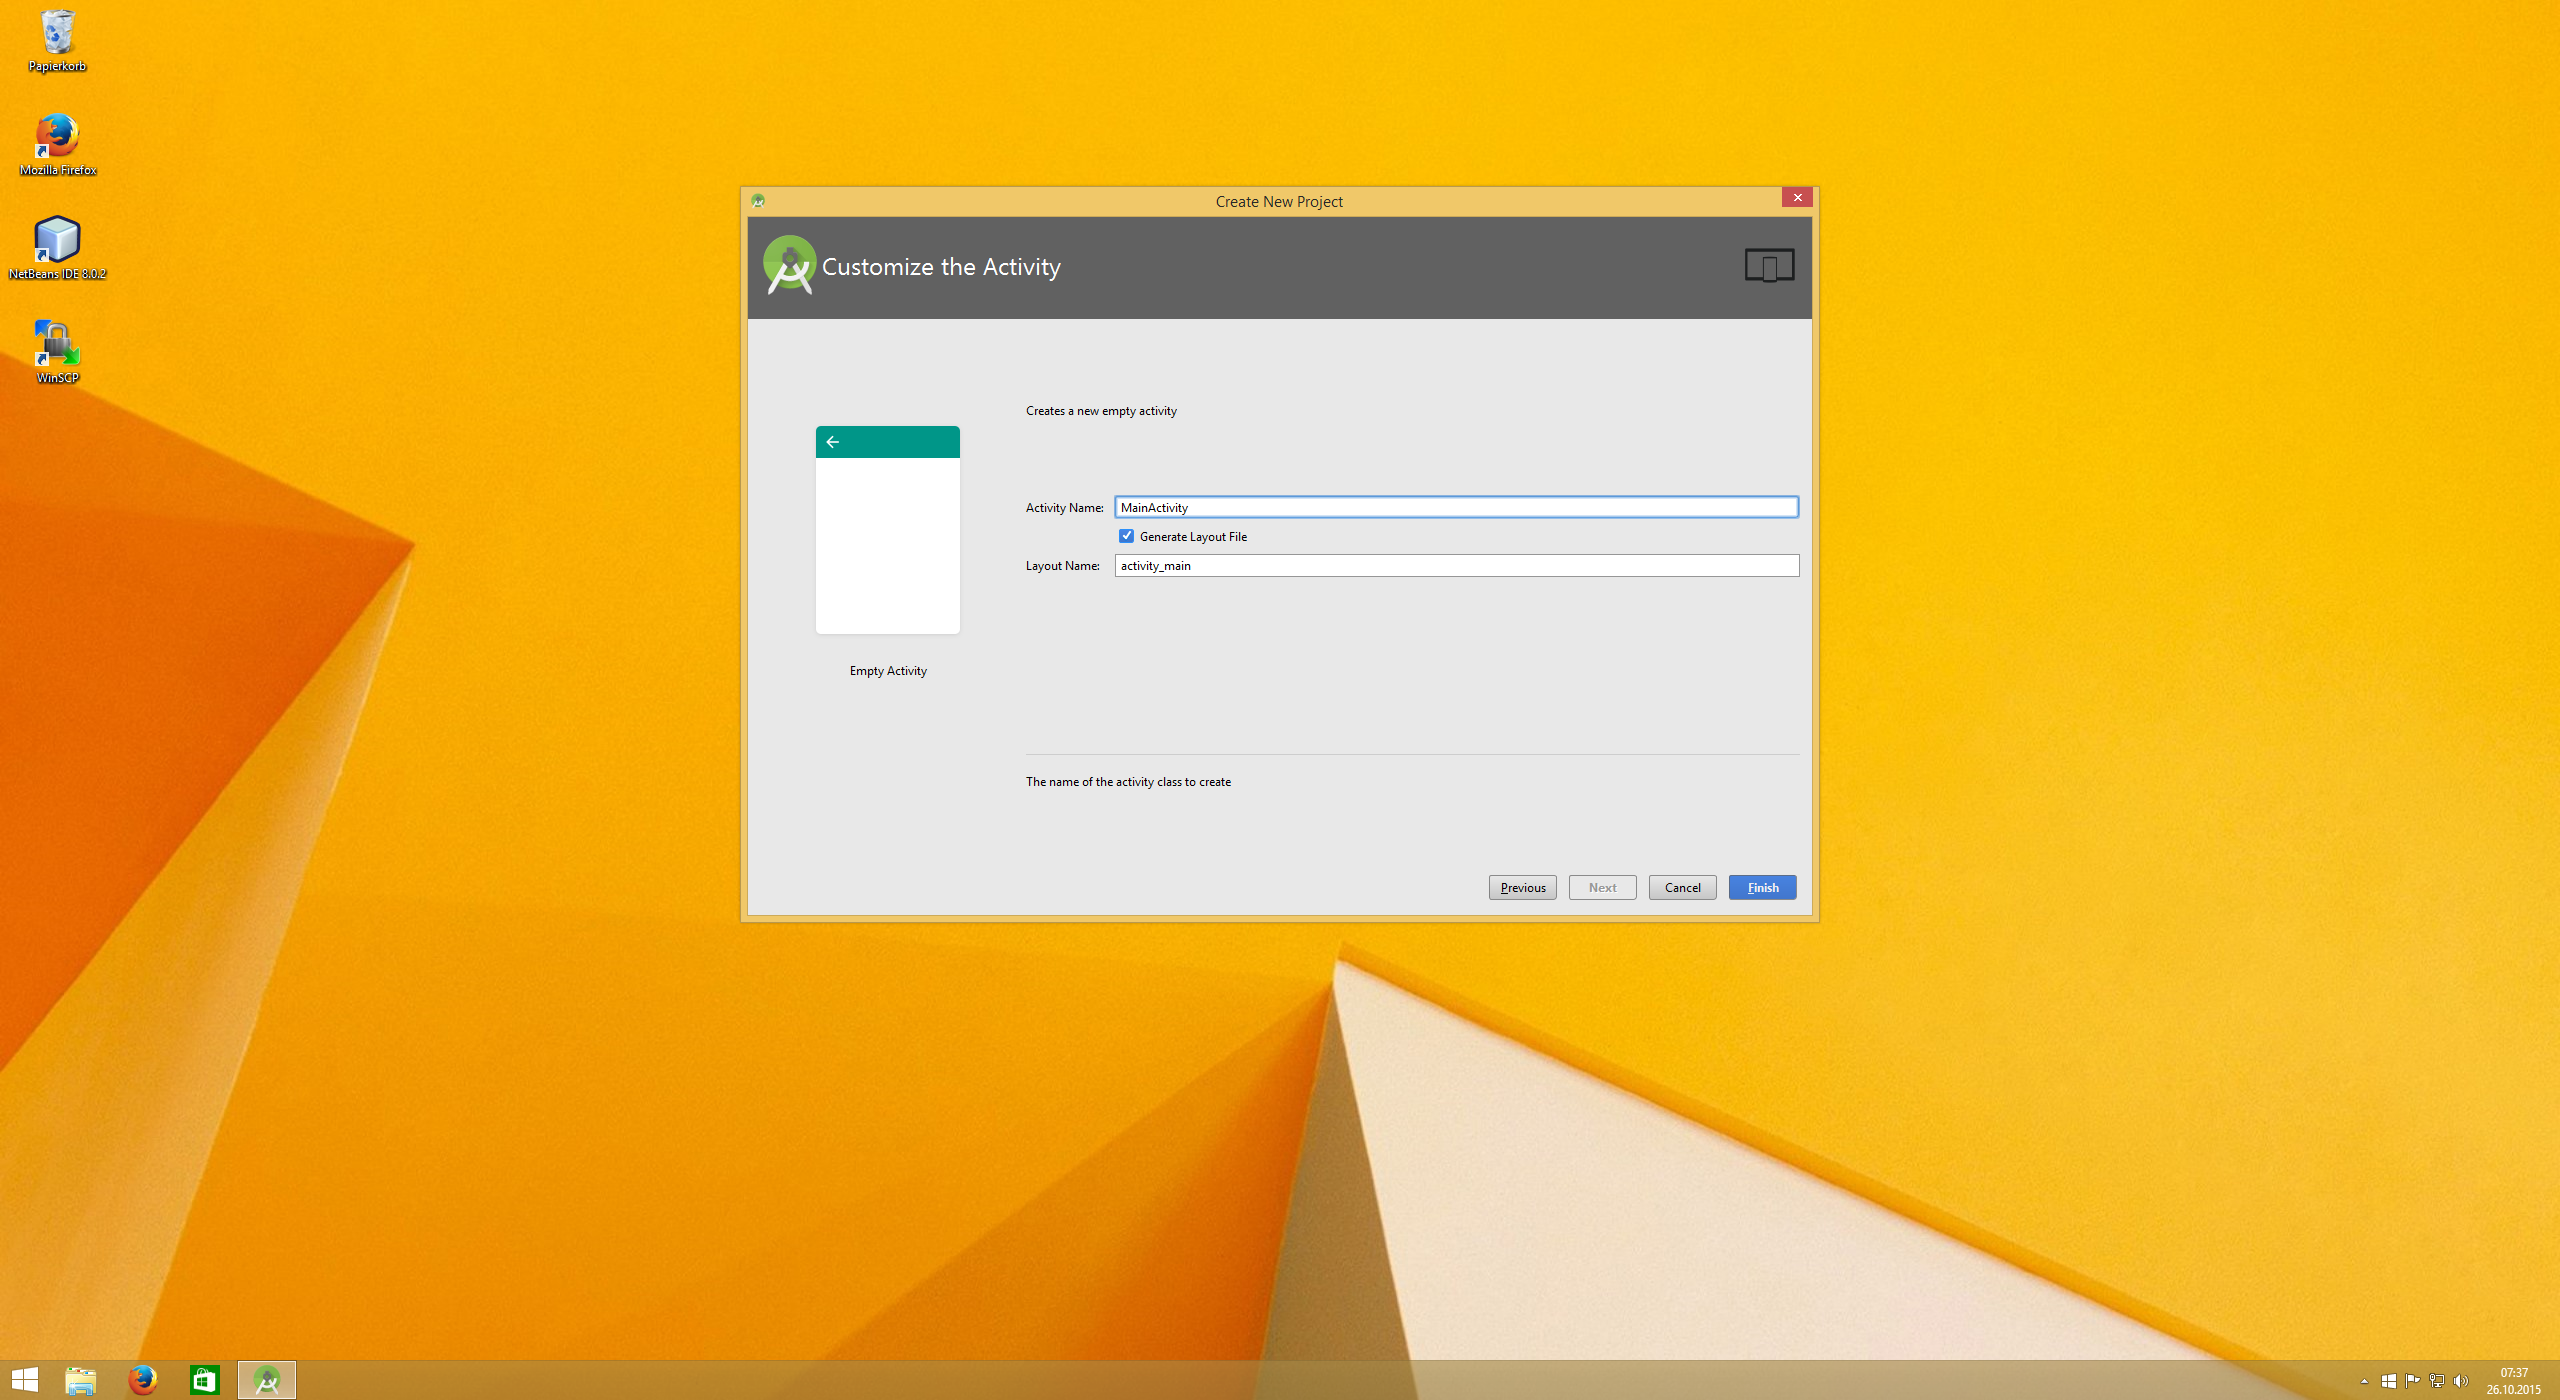 Papierkorb
Mozilla Firefox
NetBeans IDE 8.0.2
WinSCP
Create New Project
Customize the Activity
Creates a new empty activity
Activity Name: MainActivity
Generate Layout File
Layout Name: activity_main
Empty Activity
The name of the activity class to create
Previous Next Cancel Finish
07:37
26.10.2015